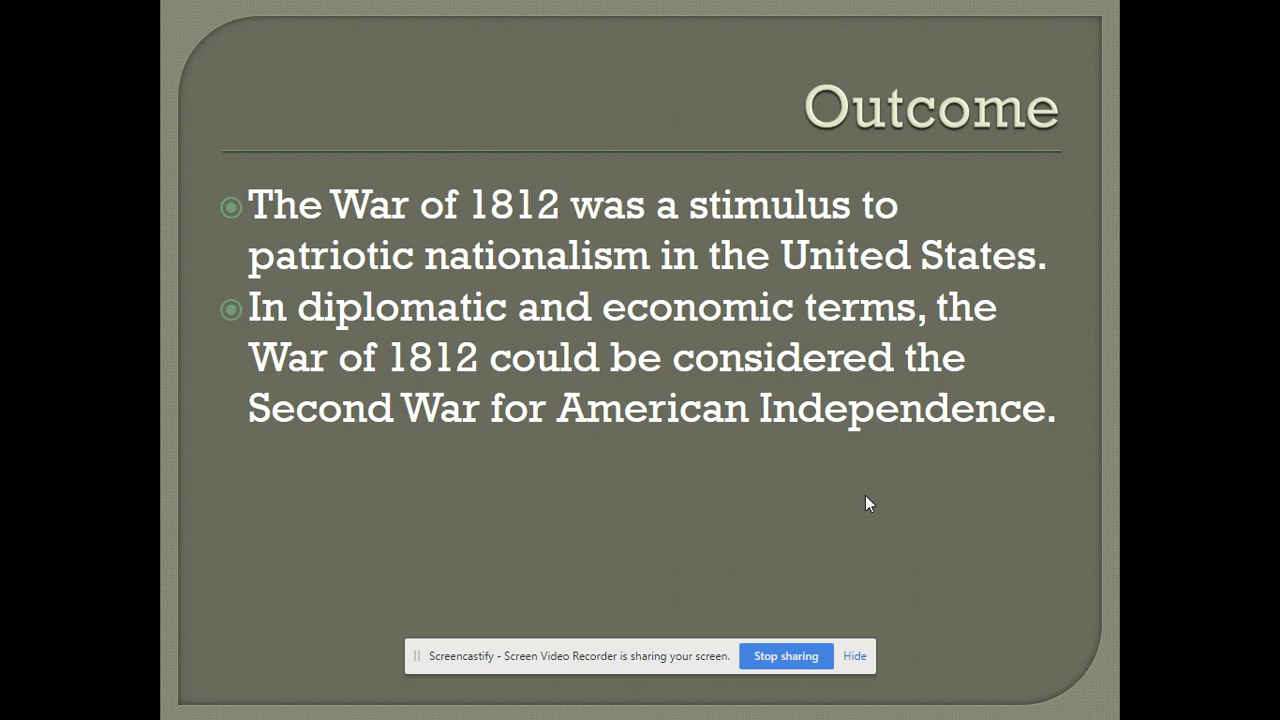 Outcome
The War of 1812 was a stimulus to
patriotic nationalism in the United States.
In diplomatic and economic terms, the
War of 1812 could be considered the
Second War for American Independence.
Screencastify - Screen Video Recorder is sharing your screen. Stop sharing Hide